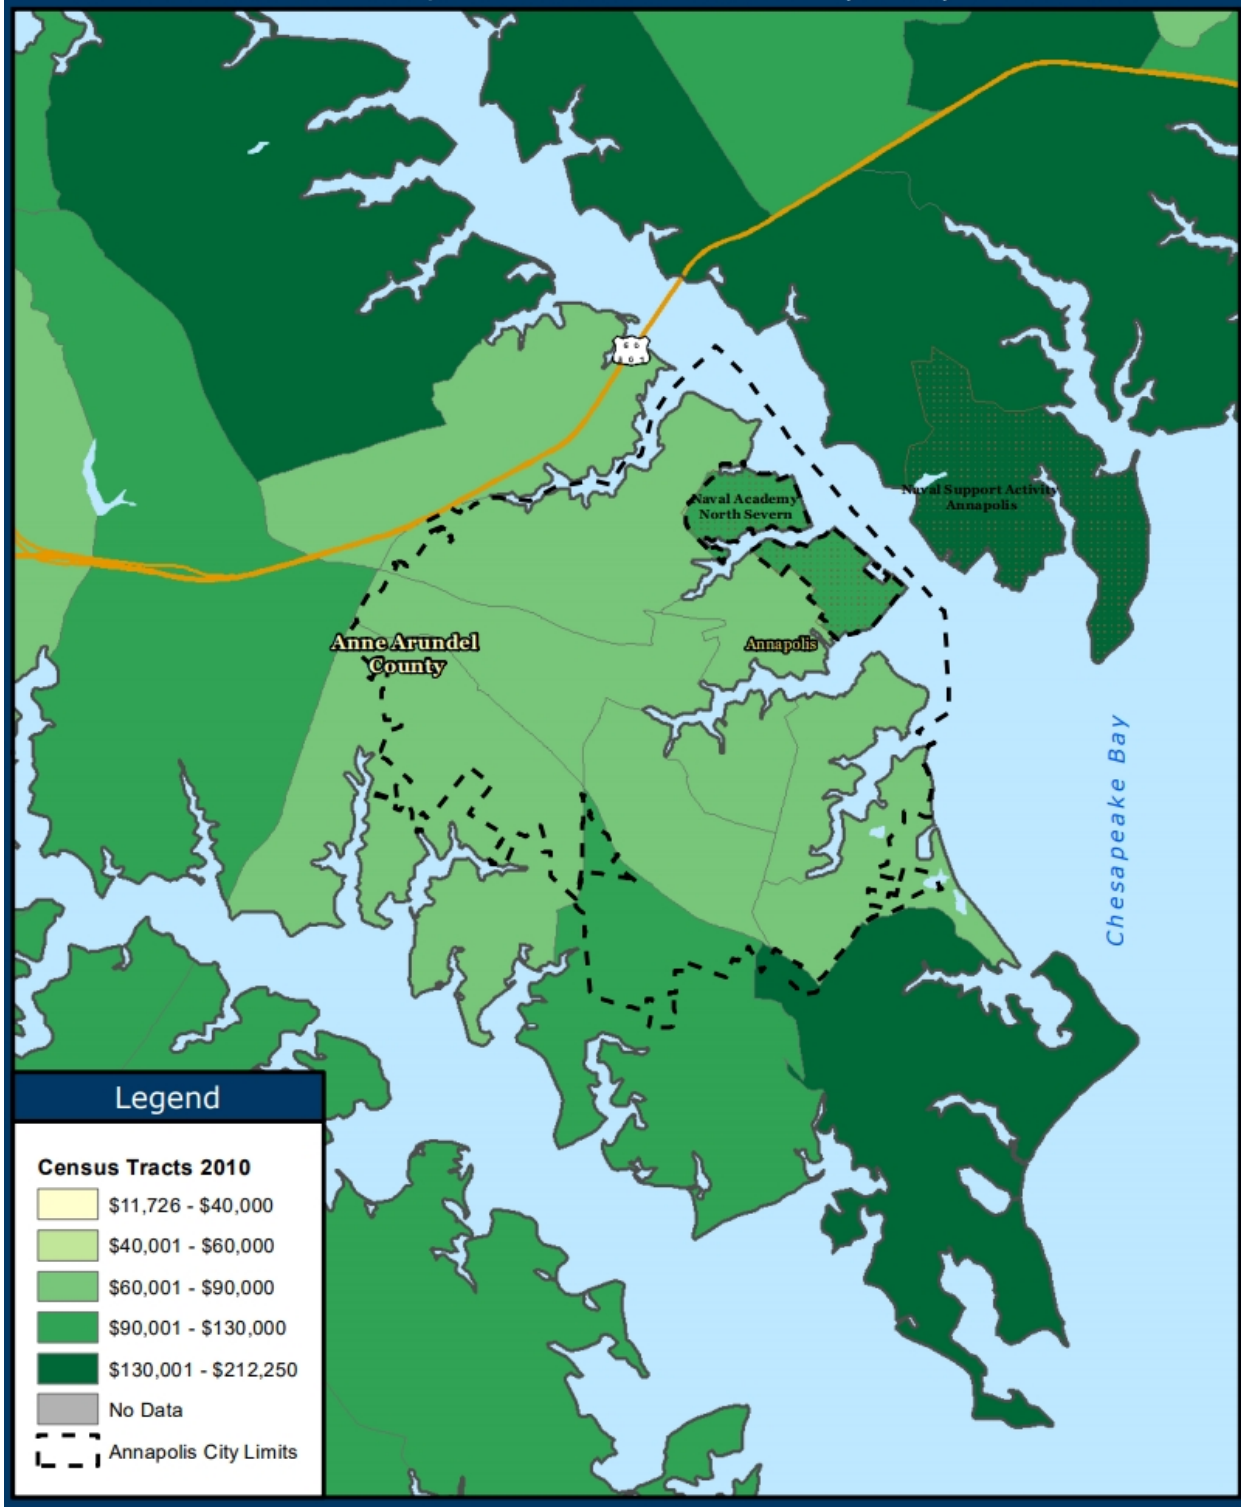 Naval Academy
North Severn
Naval Support Activity
Annapolis
Anne Arundel
County
Annapolis
Chesapeake Bay
Legend
Census Tracts 2010
$11,726 - $40,000
$40,001 - $60,000
$60,001 - $90,000
$90,001 - $130,000
$130,001 - $212,250
No Data
Annapolis City Limits